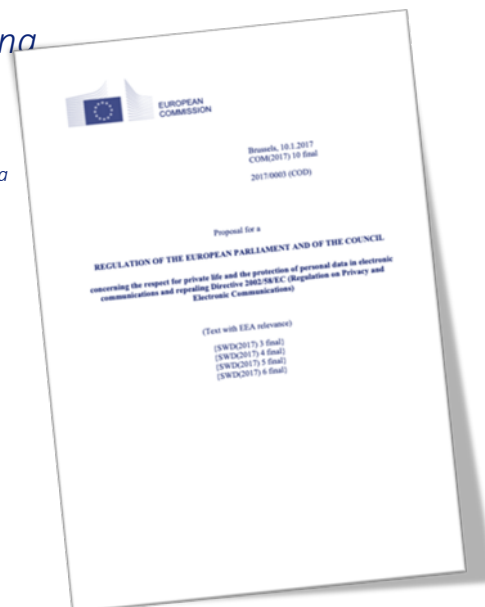 ng
a
EUROPEAN
COMMISSION
Brussels, 10.1.2017
COM(2017) 10 final
2017/0003 (COD)
Proposal for a
REGULATION OF THE EUROPEAN PARLIAMENT AND OF THE COUNCIL
concerning the respect for private life and the protection of personal data in electronic
communications and repealing Directive 2002/58/EC (Regulation on Privacy and
Electronic Communications)
(Text with EEA relevance)
{SWD(2017) 3 final}
{SWD(2017) 4 final}
{SWD(2017) 5 final}
{SWD(2017) 6 final}